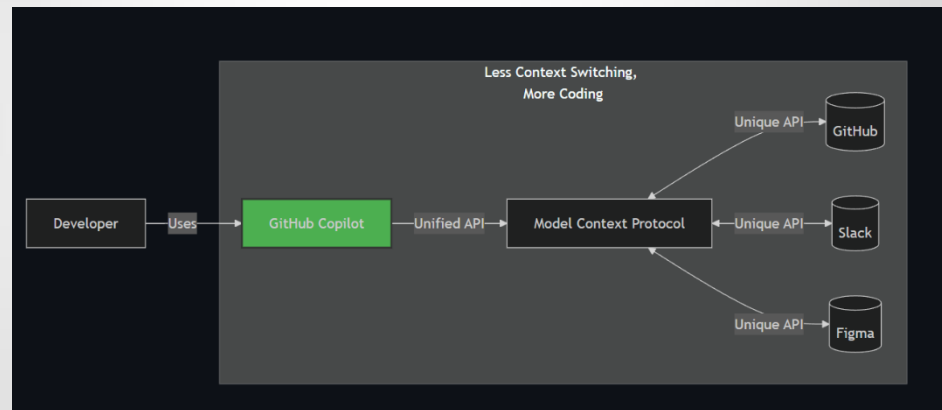 Less Context Switching,
More Coding
Unique API
GitHub
Developer
Uses
GitHub Copilot
Unified API
Model Context Protocol
Unique API
Slack
Unique API
Figma